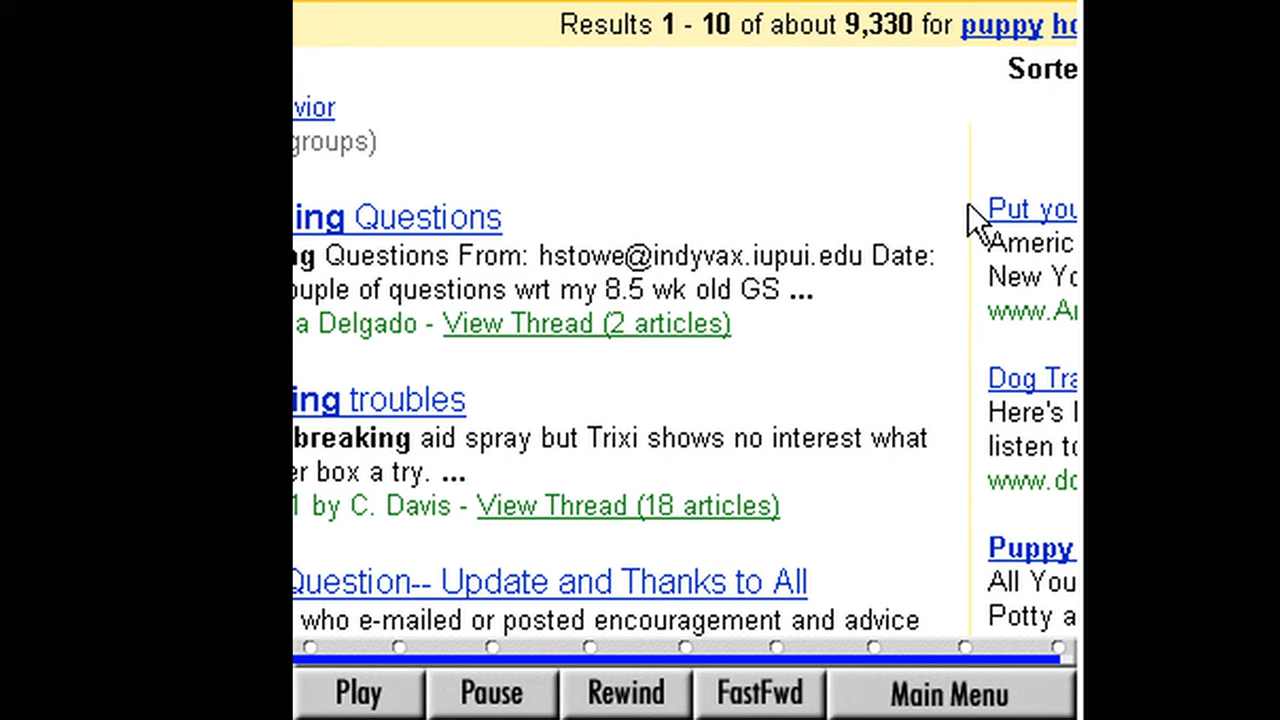 Results 1 - 10 of about 9,330 for puppy
Sorte
vior
groups)
ing Questions
ng Questions From: hstowe@indyvax.iupui.edu Date:
ouple of questions wrt my 8.5 wk old GS ...
a Delgado - View Thread (2 articles)
ing troubles
breaking aid spray but Trixi shows no interest what
er box a try. ...
1 by C. Davis - View Thread (18 articles)
Question-- Update and Thanks to All
who e-mailed or posted encouragement and advice
Put you
Americ
New Yo
www.A
Dog Tra
Here's
listen to
www.do
Puppy
All You
Potty a
Play Pause Rewind FastFwd Main Menu